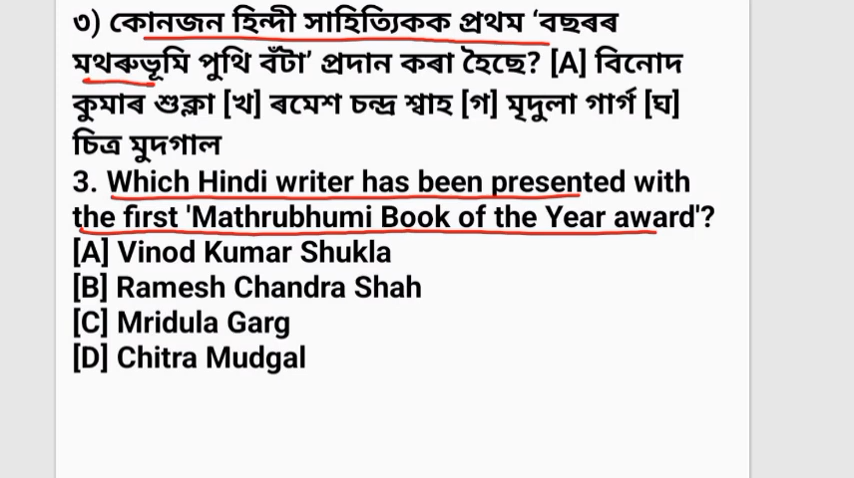 ৩) কোনজন হিন্দী সাহিত্যিকক প্ৰথম ‘বছৰৰ
মথৰুভূমি পুথি বঁটা’ প্ৰদান কৰা হৈছে? [A] বিনোদ
কুমাৰ শুক্লা [খ] ৰমেশ চন্দ্ৰ শ্বাহ [গ] মৃদুলা গাৰ্গ [ঘ]
চিত্ৰ মুদগাল
3. Which Hindi writer has been presented with
the first 'Mathrubhumi Book of the Year award'?
[A] Vinod Kumar Shukla
[B] Ramesh Chandra Shah
[C] Mridula Garg
[D] Chitra Mudgal